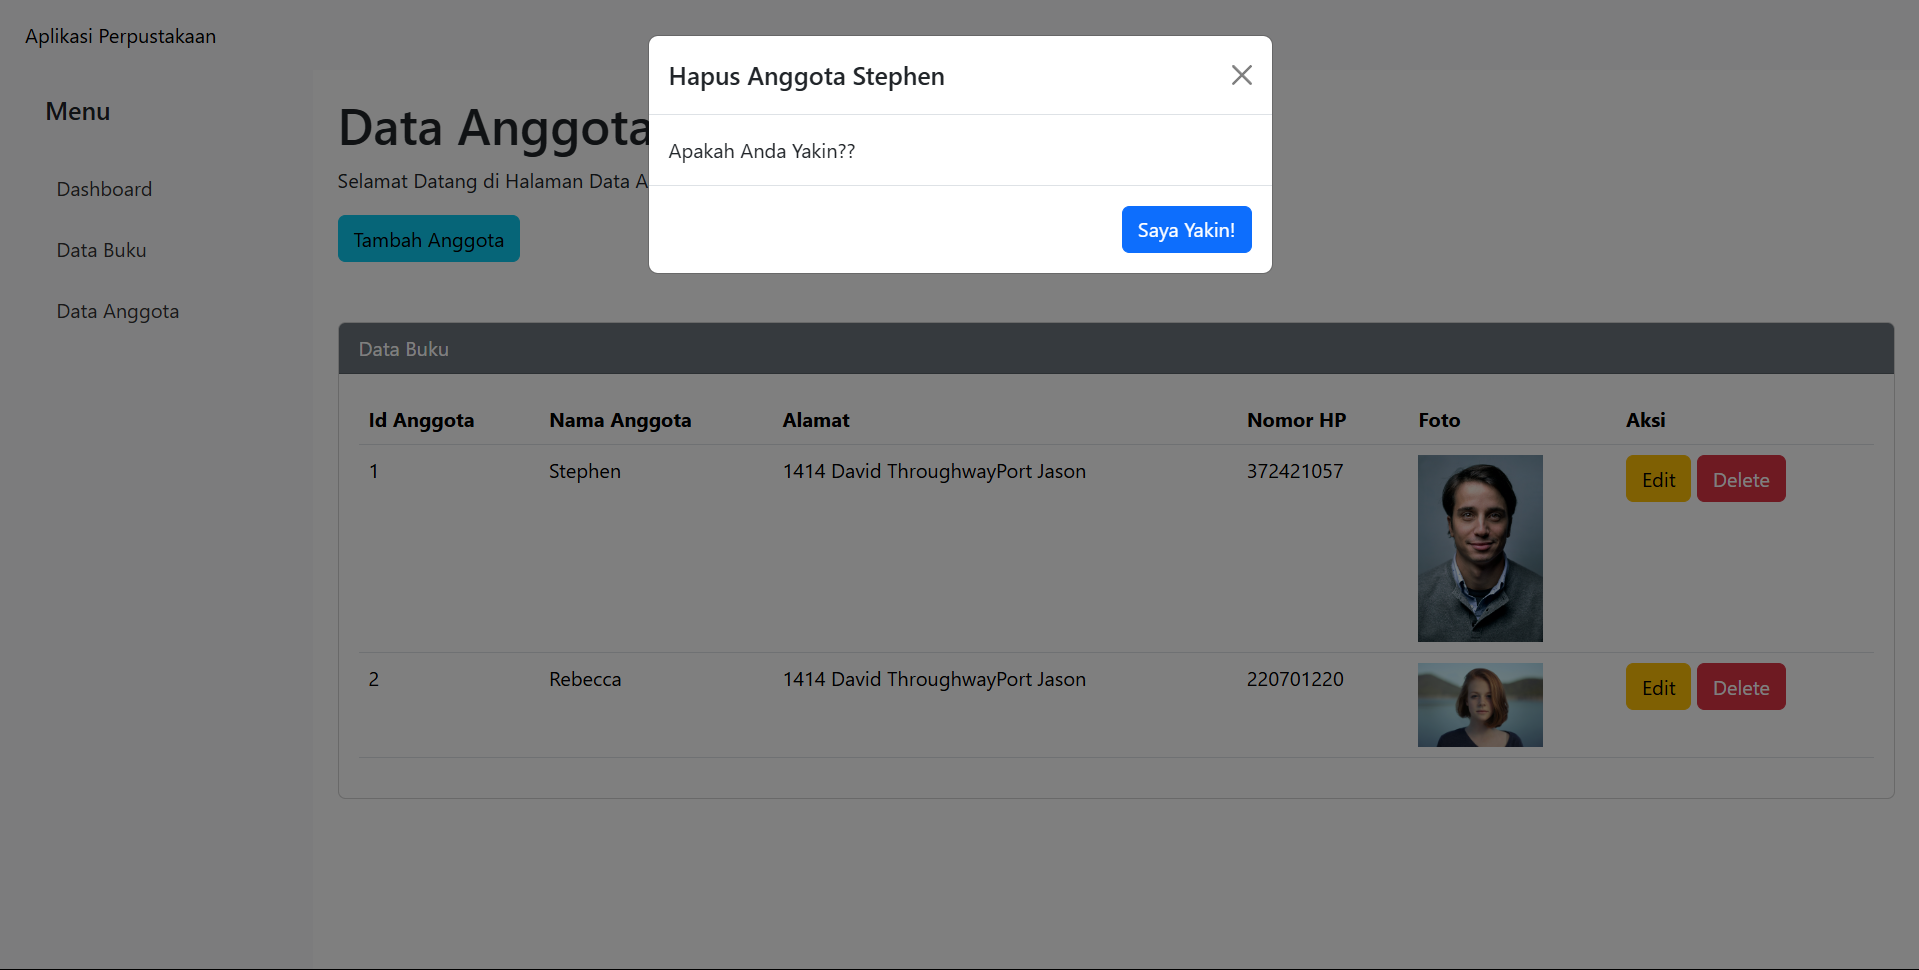 Aplikasi Perpustakaan
Hapus Anggota Stephen
Apakah Anda Yakin??
Saya Yakin!
Menu
Dashboard
Data Buku
Data Anggota
Data Anggota
Selamat Datang di Halaman Data A
Tambah Anggota
Data Buku
Id Anggota Nama Anggota Alamat Nomor HP Foto Aksi
1 Stephen 1414 David ThroughwayPort Jason 372421057 Edit Delete
2 Rebecca 1414 David ThroughwayPort Jason 220701220 Edit Delete